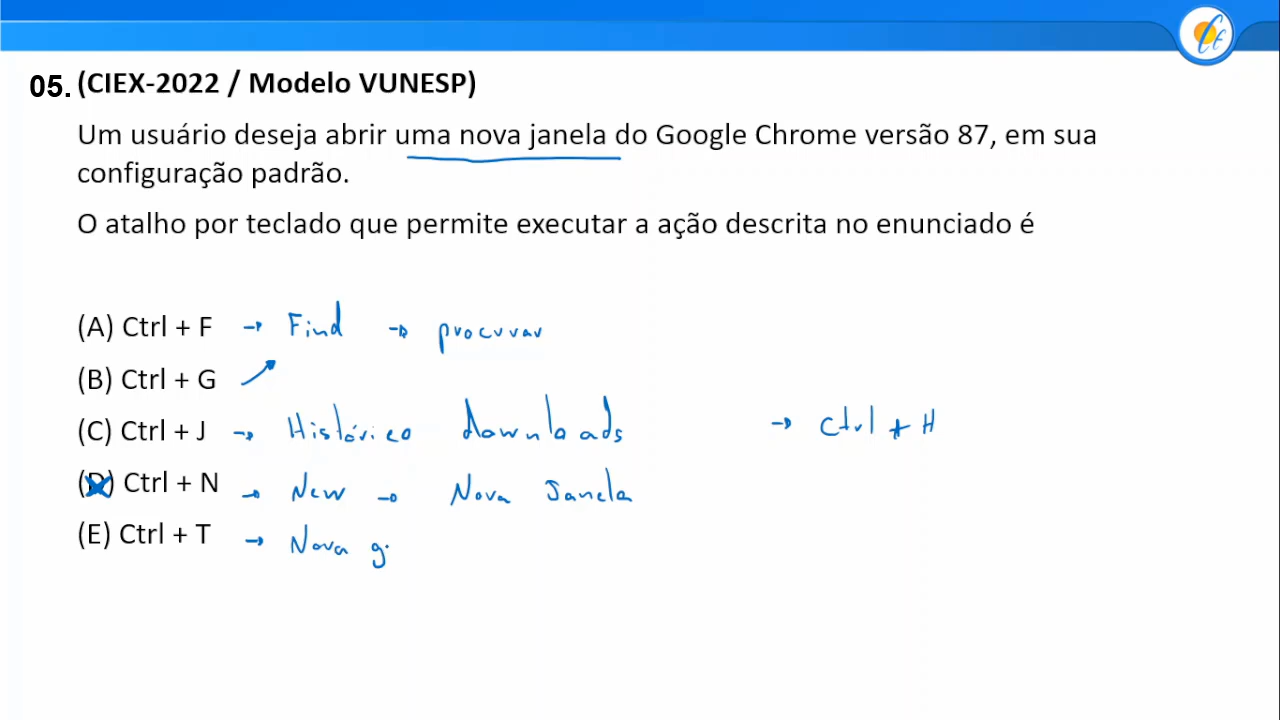 05. (CIEX-2022 / Modelo VUNESP)
Um usuário deseja abrir uma nova janela do Google Chrome versão 87, em sua
configuração padrão.
O atalho por teclado que permite executar a ação descrita no enunciado é
(A) Ctrl + F → Find → procurar
(B) Ctrl + G
(C) Ctrl + J → Histórico Downloads → Ctrl + H
(D) Ctrl + N → New → Nova Janela
(E) Ctrl + T → Nova g